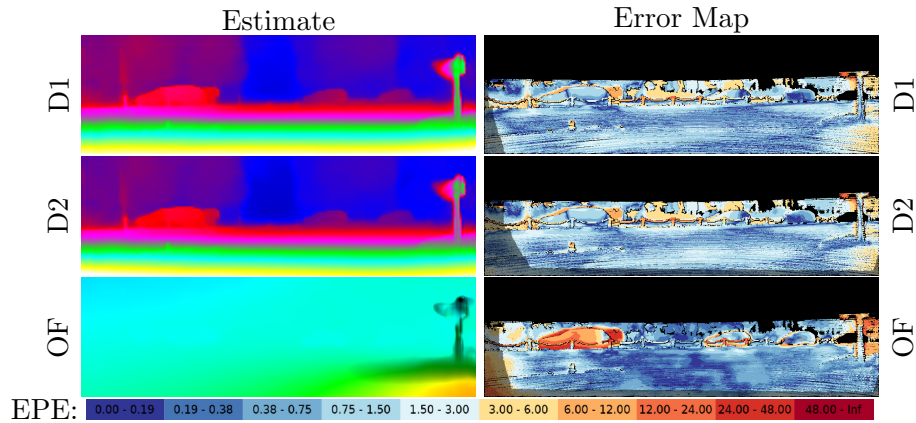 Estimate Error Map
D1 D1
D2 D2
OF OF
EPE: 0.00 - 0.19 0.19 - 0.38 0.38 - 0.75 0.75 - 1.50 1.50 - 3.00 3.00 - 6.00 6.00 - 12.00 12.00 - 24.00 24.00 - 48.00 48.00 - Inf